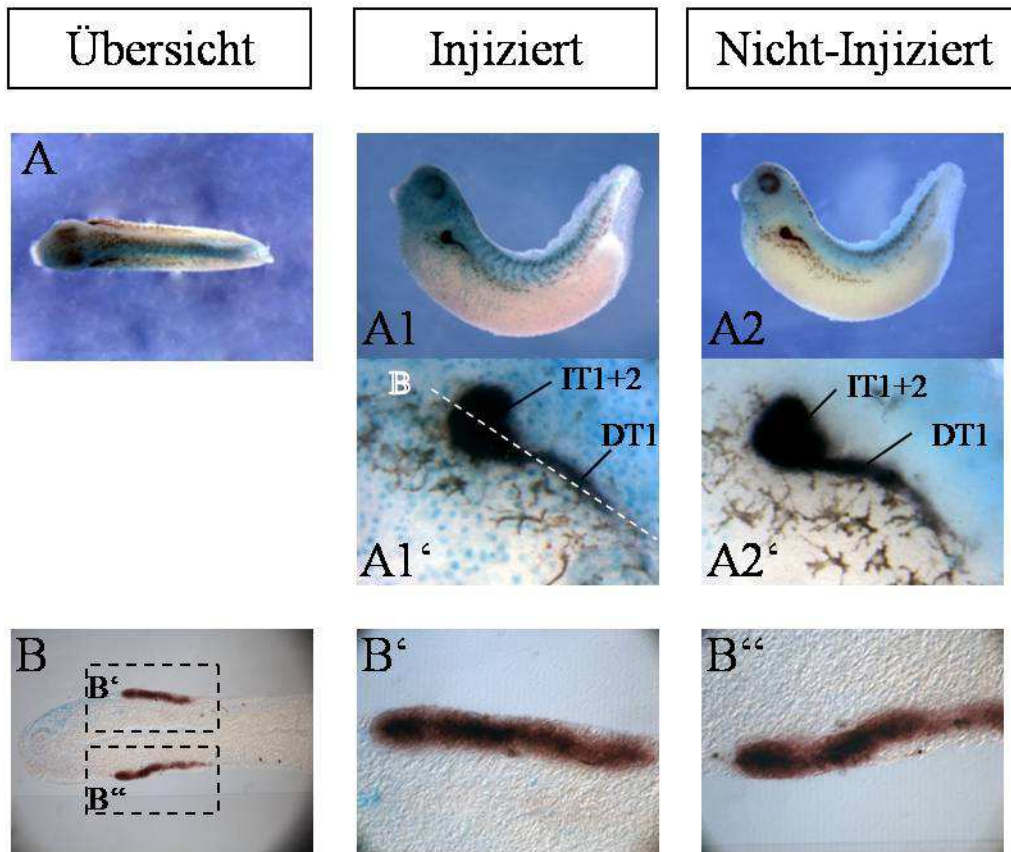 Übersicht
Injiziert
Nicht-Injiziert
A
A1
A2
B
IT1+2
DT1
A1‘
IT1+2
DT1
A2‘
B
B‘
B“
B‘
B“